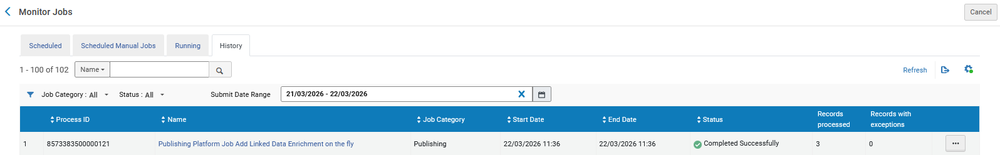 Monitor Jobs
Cancel
Scheduled
Scheduled Manual Jobs
Running
History
1 - 100 of 102
Name
Refresh
Job Category : All
Status : All
Submit Date Range
21/03/2026 - 22/03/2026
Process ID
Name
Job Category
Start Date
End Date
Status
Records processed
Records with exceptions
1
8573383500000121
Publishing Platform Job Add Linked Data Enrichment on the fly
Publishing
22/03/2026 11:36
22/03/2026 11:36
Completed Successfully
3
0